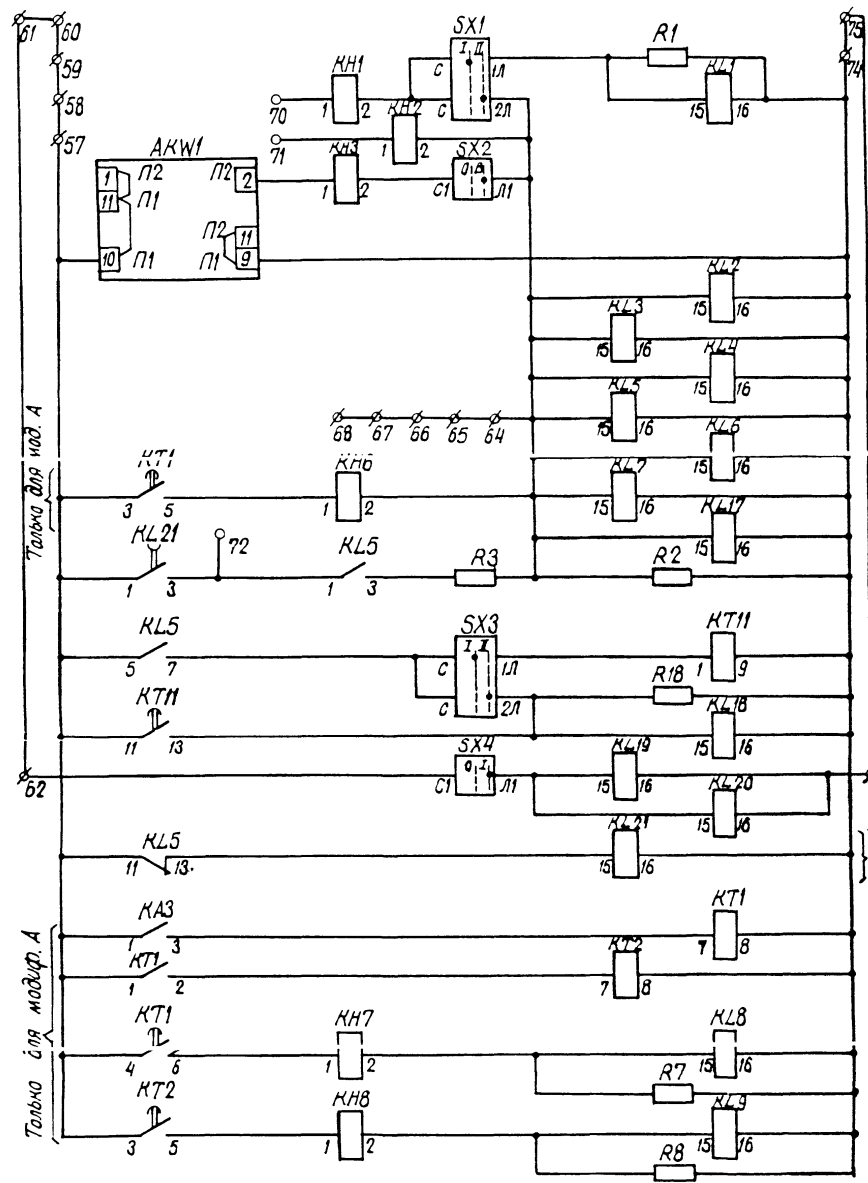 61 60 75
59 74
58
57
SX1
I II
С 1Л
С 2Л
R1
KH1
1 2
70
KL1
15 16
KH2
1 2
71
AKW1
1 П2
11 П1
10 П1
П2 2
П2 11
П1 9
KH3
1 2
SX2
О В
С1 Л1
KL2
15 16
KL3
15 16
KL4
15 16
KL5
15 16
68 67 66 65 64
KL6
15 16
Только для мод. А
KT1
3 5
KH6
1 2
KL7
15 16
KL17
15 16
KL21
1 3
72
KL5
1 3
R3
R2
KL5
5 7
SX3
I II
С 1Л
С 2Л
KT11
1 9
R18
KT11
11 13
KL18
15 16
62
SX4
О I
С1 Л1
KL19
15 16
KL20
15 16
KL5
11 13
KL21
15 16
Только для модиф. А
KA3
1 3
KT1
7 8
KT1
1 2
KT2
7 8
KT1
4 6
KH7
1 2
KL8
15 16
R7
KT2
3 5
KH8
1 2
KL9
15 16
R8